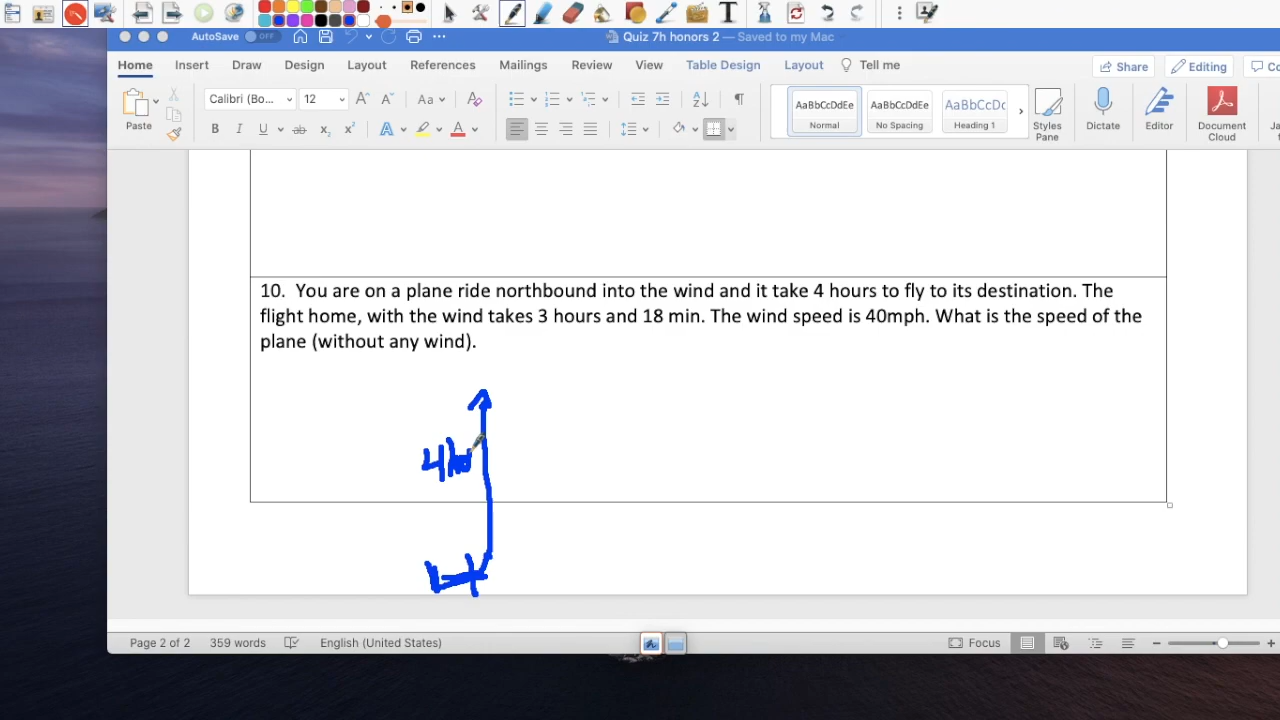 AutoSave OFF
Quiz 7h honors 2 — Saved to my Mac
Home Insert Draw Design Layout References Mailings Review View Table Design Layout Tell me
Share Editing Co
Paste
Calibri (Bo... 12
AaBbCcDdEe AaBbCcDdEe AaBbCcDc
Normal No Spacing Heading 1
Styles Pane
Dictate
Editor
Document Cloud
10. You are on a plane ride northbound into the wind and it take 4 hours to fly to its destination. The
flight home, with the wind takes 3 hours and 18 min. The wind speed is 40mph. What is the speed of the
plane (without any wind).
Page 2 of 2 359 words English (United States) Focus